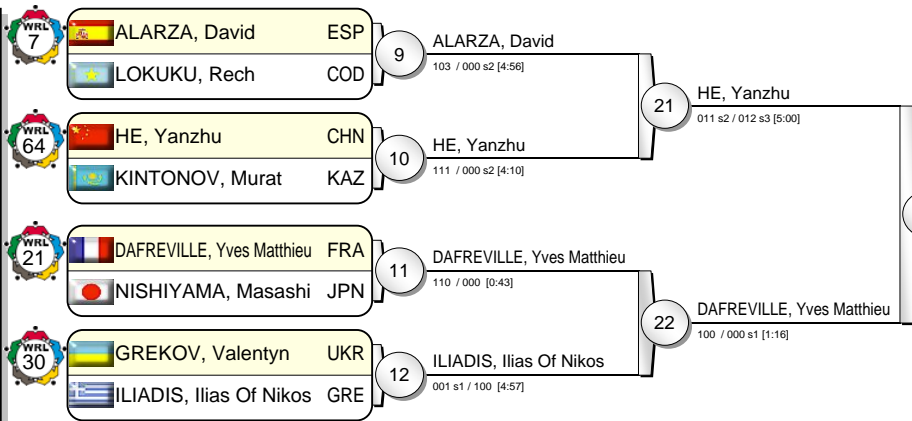 WRL
7
ALARZA, David ESP
LOKUKU, Rech COD
9
ALARZA, David
103 / 000 s2 [4:56]
WRL
64
HE, Yanzhu CHN
KINTONOV, Murat KAZ
10
HE, Yanzhu
111 / 000 s2 [4:10]
21
HE, Yanzhu
011 s2 / 012 s3 [5:00]
WRL
21
DAFREVILLE, Yves Matthieu FRA
NISHIYAMA, Masashi JPN
11
DAFREVILLE, Yves Matthieu
110 / 000 [0:43]
WRL
30
GREKOV, Valentyn UKR
ILIADIS, Ilias Of Nikos GRE
12
ILIADIS, Ilias Of Nikos
001 s1 / 100 [4:57]
22
DAFREVILLE, Yves Matthieu
100 / 000 s1 [1:16]